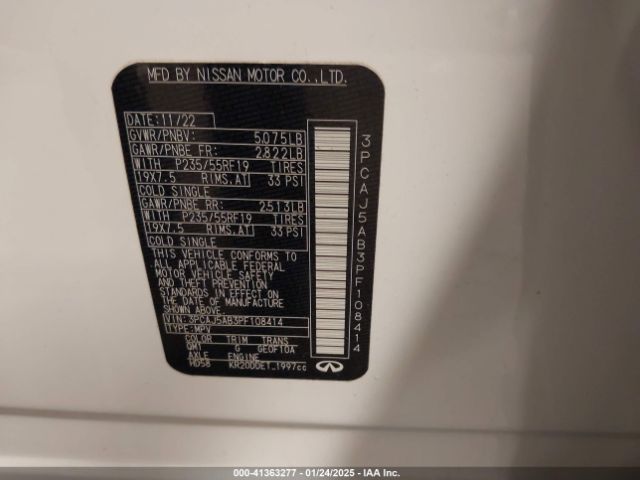 MFD BY NISSAN MOTOR CO.,LTD.
DATE: 11/22
GVWR/PNBV: 5075LB
GAWR/PNBE FR: 2822LB
WITH P235/55RF19 TIRES
19X7.5 RIMS.AT 33 PSI
COLD SINGLE
GAWR/PNBE RR: 2513LB
WITH P235/55RF19 TIRES
19X7.5 RIMS.AT 33 PSI
COLD SINGLE
THIS VEHICLE CONFORMS TO
ALL APPLICABLE FEDERAL
MOTOR VEHICLE SAFETY
AND THEFT PREVENTION
STANDARDS IN EFFECT ON
THE DATE OF MANUFACTURE
SHOWN ABOVE.
VIN: 3PCAJ5AB3PF108414
TYPE: MPV
COLOR TRIM TRANS
QM1 G GE0F10A
AXLE ENGINE
HD58 KR20DDET_1997cc
3PCAJ5AB3PF108414
000-41363277 - 01/24/2025 - IAA Inc.